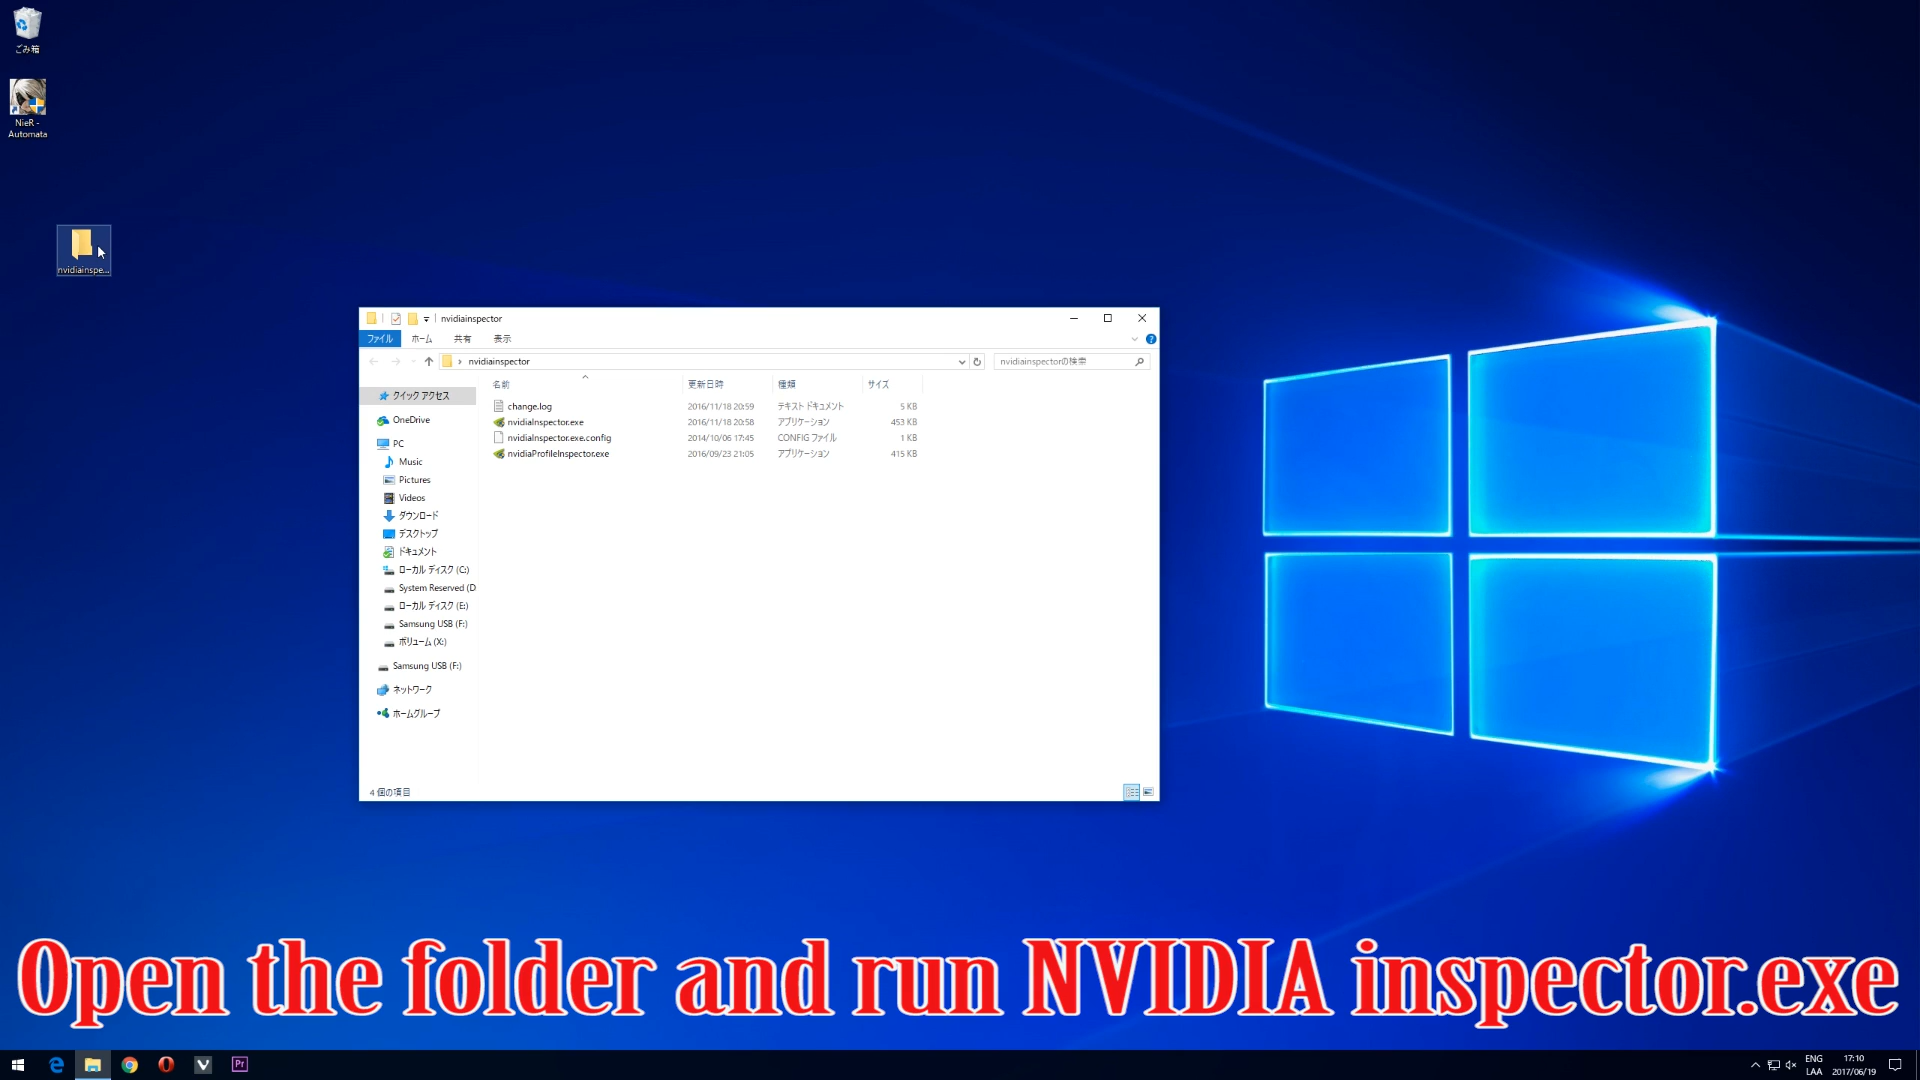 ごみ箱
NieR -
Automata
nvidiainspe...
nvidiainspector
ファイル ホーム 共有 表示
nvidiainspector
nvidiainspectorの検索
名前 更新日時 種類 サイズ
change.log 2016/11/18 20:59 テキスト ドキュメント 5 KB
nvidiaInspector.exe 2016/11/18 20:58 アプリケーション 453 KB
nvidiaInspector.exe.config 2014/10/06 17:45 CONFIG ファイル 1 KB
nvidiaProfileInspector.exe 2016/09/23 21:05 アプリケーション 415 KB
クイック アクセス
OneDrive
PC
Music
Pictures
Videos
ダウンロード
デスクトップ
ドキュメント
ローカル ディスク (C:)
System Reserved (D
ローカル ディスク (E:)
Samsung USB (F:)
ボリューム (X:)
Samsung USB (F:)
ネットワーク
ホームグループ
4 個の項目
Open the folder and run NVIDIA inspector.exe
Pr
ENG
LAA
17:10
2017/06/19